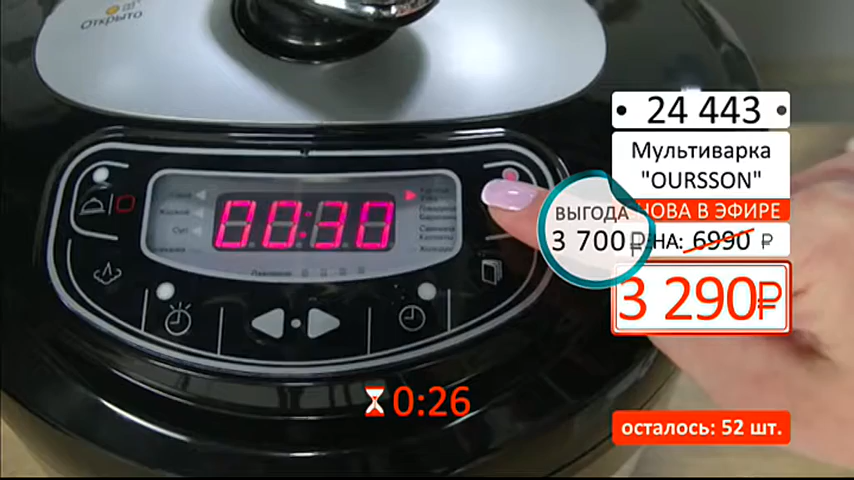 Открыто
24 443
Мультиварка
"OURSSON"
НОВА В ЭФИРЕ
ВЫГОДА
3 700₽
НА: 6990 ₽
3 290₽
00:30
Суп
0:26
осталось: 52 шт.